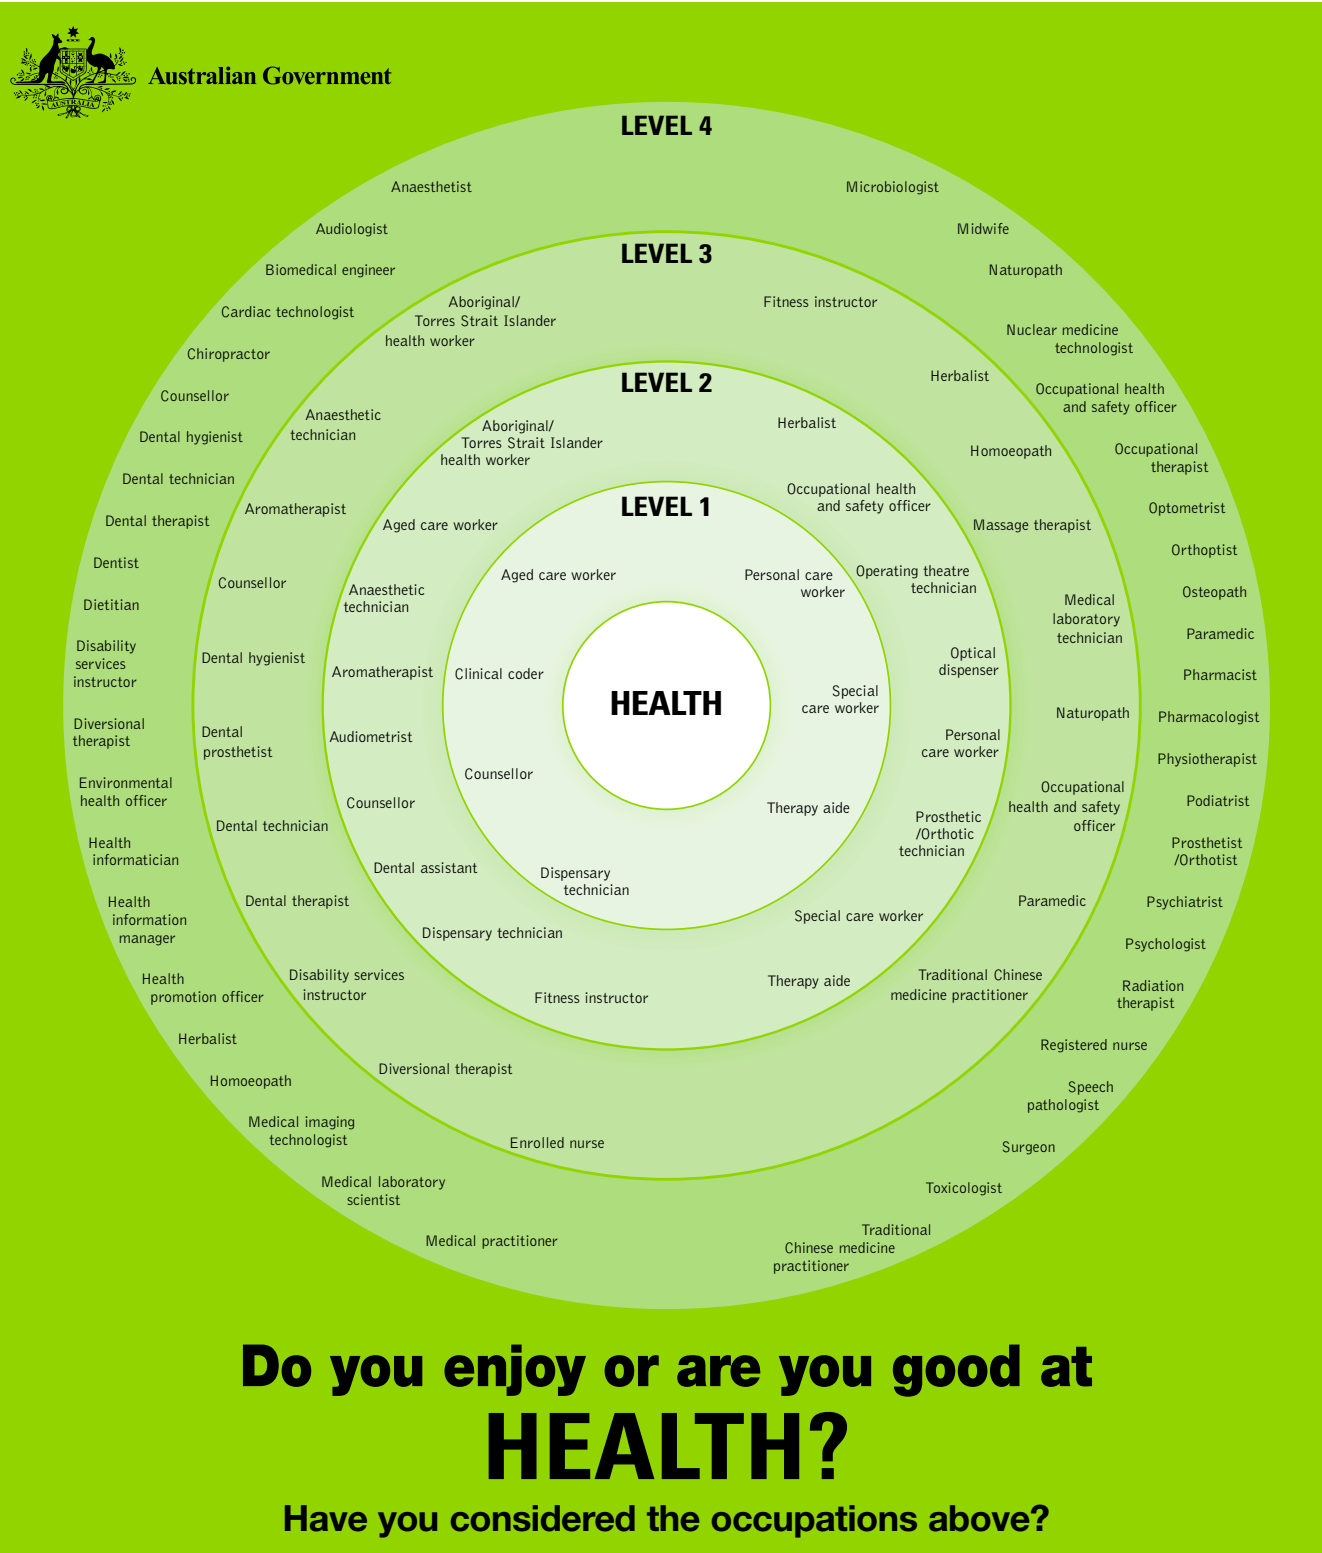 AUSTRALIA
Australian Government
LEVEL 4
Anaesthetist
Audiologist
Biomedical engineer
Cardiac technologist
Chiropractor
Counsellor
Dental hygienist
Dental technician
Dental therapist
Dentist
Dietitian
Disability
services
instructor
Diversional
therapist
Environmental
health officer
Health
informatician
Health
information
manager
Health
promotion officer
Herbalist
Homoeopath
Medical imaging
technologist
Medical laboratory
scientist
Medical practitioner
Microbiologist
Midwife
Naturopath
Nuclear medicine
technologist
Occupational health
and safety officer
Occupational
therapist
Optometrist
Orthoptist
Osteopath
Paramedic
Pharmacist
Pharmacologist
Physiotherapist
Podiatrist
Prosthetist
/Orthotist
Psychiatrist
Psychologist
Radiation
therapist
Registered nurse
Speech
pathologist
Surgeon
Toxicologist
Traditional
Chinese medicine
practitioner
LEVEL 3
Aboriginal/
Torres Strait Islander
health worker
Anaesthetic
technician
Aromatherapist
Counsellor
Dental hygienist
Dental
prosthetist
Dental technician
Dental therapist
Disability services
instructor
Diversional therapist
Enrolled nurse
Fitness instructor
Herbalist
Homoeopath
Massage therapist
Medical
laboratory
technician
Naturopath
Occupational
health and safety
officer
Paramedic
Traditional Chinese
medicine practitioner
LEVEL 2
Aboriginal/
Torres Strait Islander
health worker
Aged care worker
Anaesthetic
technician
Aromatherapist
Audiometrist
Counsellor
Dental assistant
Dispensary technician
Fitness instructor
Herbalist
Occupational health
and safety officer
Operating theatre
technician
Optical
dispenser
Personal
care worker
Prosthetic
/Orthotic
technician
Special care worker
Therapy aide
LEVEL 1
Aged care worker
Clinical coder
Counsellor
Dispensary
technician
Personal care
worker
Special
care worker
Therapy aide
HEALTH
Do you enjoy or are you good at
HEALTH?
Have you considered the occupations above?